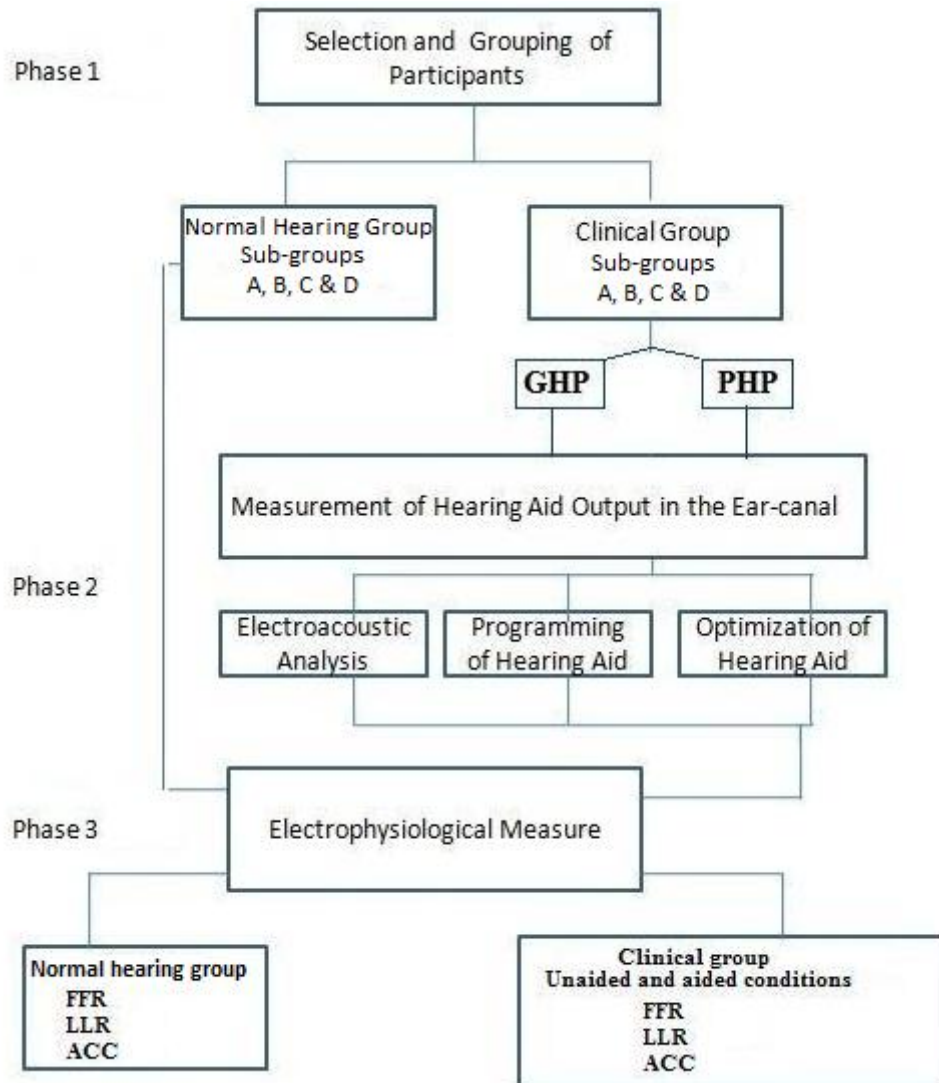 Phase 1
Selection and Grouping of
Participants
Normal Hearing Group
Sub-groups
A, B, C & D
Clinical Group
Sub-groups
A, B, C & D
GHP
PHP
Measurement of Hearing Aid Output in the Ear-canal
Phase 2
Electroacoustic
Analysis
Programming
of Hearing Aid
Optimization of
Hearing Aid
Phase 3
Electrophysiological Measure
Normal hearing group
FFR
LLR
ACC
Clinical group
Unaided and aided conditions
FFR
LLR
ACC